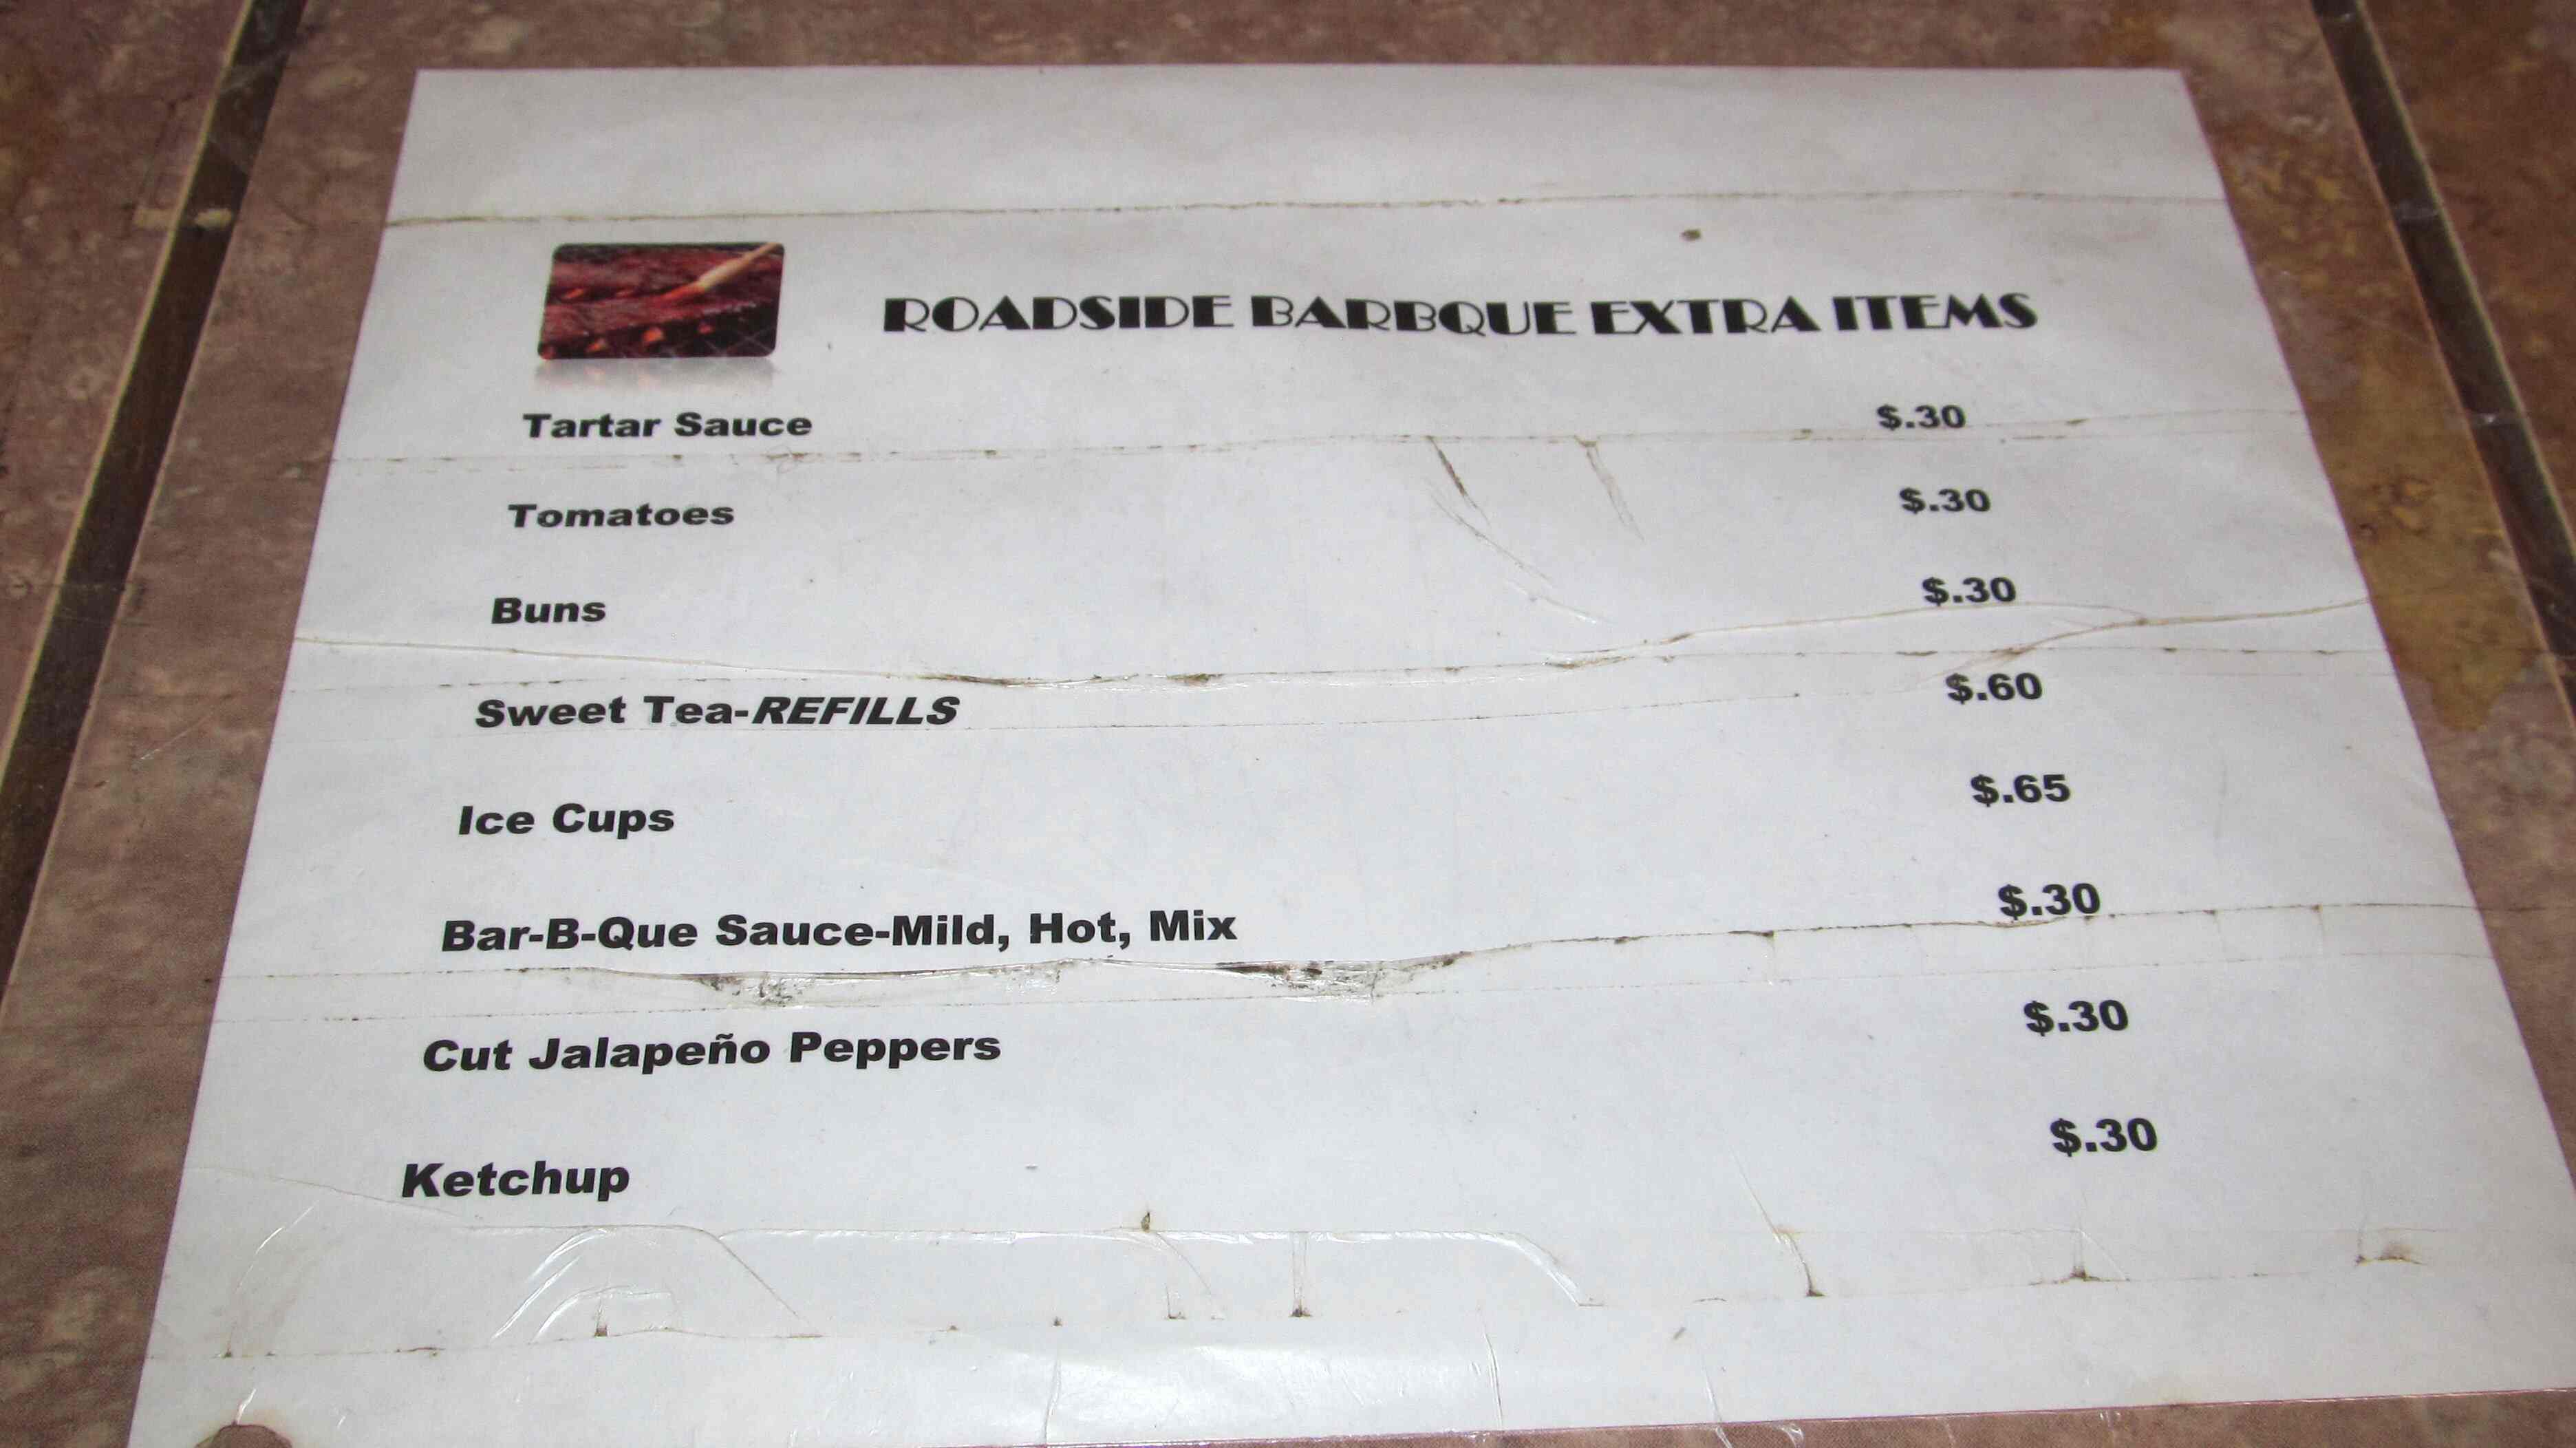 ROADSIDE BARBQUE EXTRA ITEMS
Tartar Sauce $.30
Tomatoes $.30
Buns $.30
Sweet Tea-REFILLS $.60
Ice Cups $.65
Bar-B-Que Sauce-Mild, Hot, Mix $.30
Cut Jalapeño Peppers $.30
Ketchup $.30